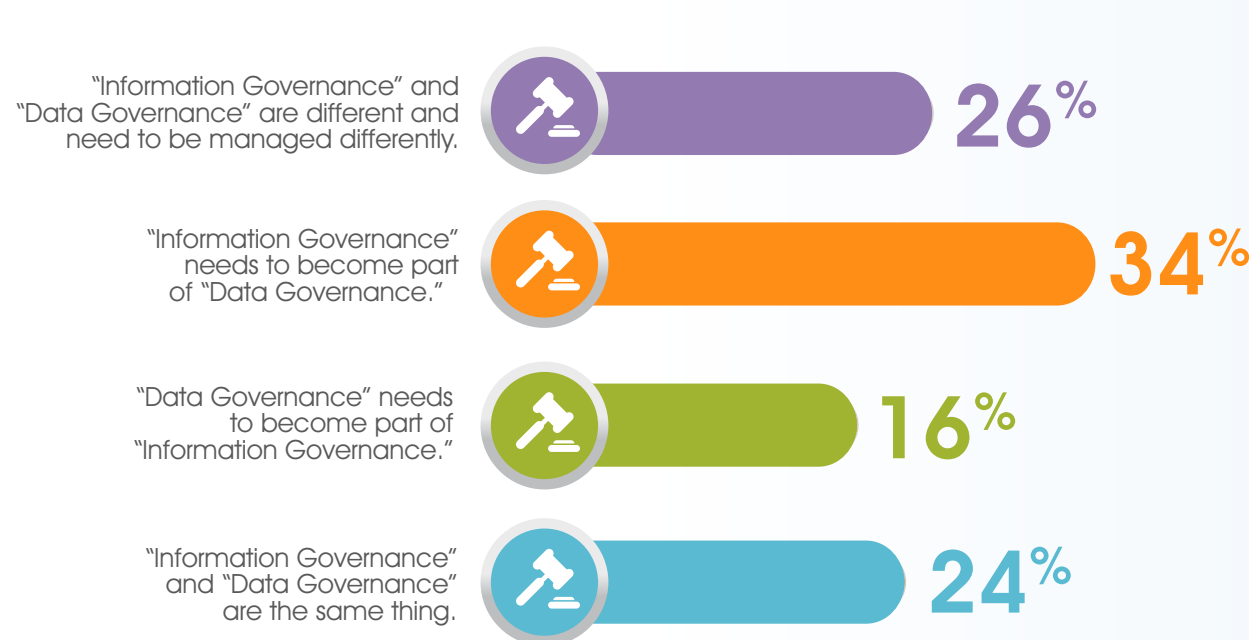 “Information Governance” and
“Data Governance” are different and
need to be managed differently.
26%
“Information Governance”
needs to become part
of “Data Governance.”
34%
“Data Governance” needs
to become part of
“Information Governance.”
16%
“Information Governance”
and “Data Governance”
are the same thing.
24%